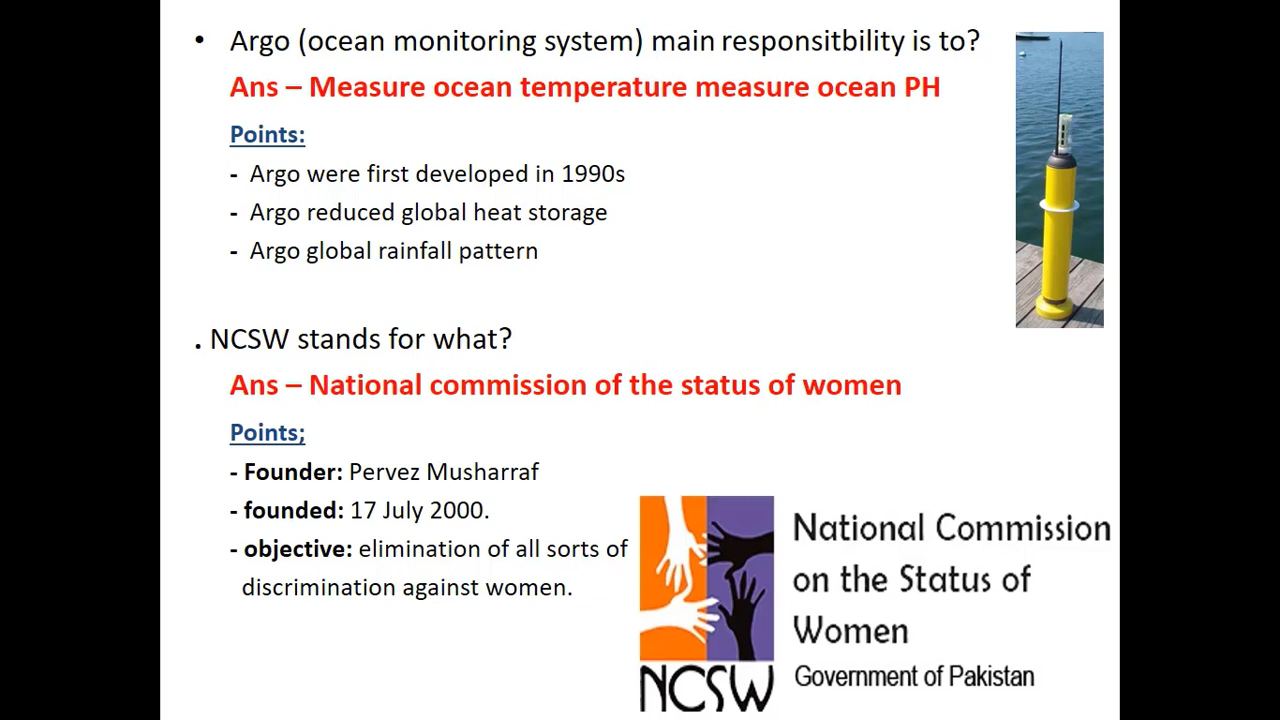 • Argo (ocean monitoring system) main responsitbility is to?
Ans – Measure ocean temperature measure ocean PH
Points:
- Argo were first developed in 1990s
- Argo reduced global heat storage
- Argo global rainfall pattern
. NCSW stands for what?
Ans – National commission of the status of women
Points;
- Founder: Pervez Musharraf
- founded: 17 July 2000.
- objective: elimination of all sorts of
discrimination against women.
National Commission
on the Status of
Women
Government of Pakistan
NCSW